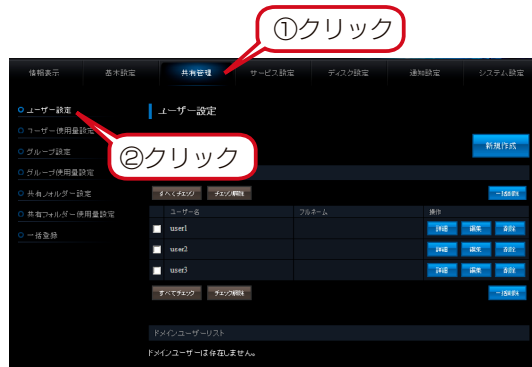 ①クリック
情報表示 基本設定 共有管理 サービス設定 ディスク設定 通知設定 システム設定
ユーザー設定
ユーザー設定
ユーザー使用量設定
新規作成
グループ設定
②クリック
グループ使用量設定
共有フォルダー設定
すべてチェック チェック解除 一括削除
共有フォルダー使用量設定
ユーザー名 フルネーム 操作
一括登録
user1 詳細 編集 削除
user2 詳細 編集 削除
user3 詳細 編集 削除
すべてチェック チェック解除 一括削除
ドメインユーザーリスト
ドメインユーザーは存在しません。